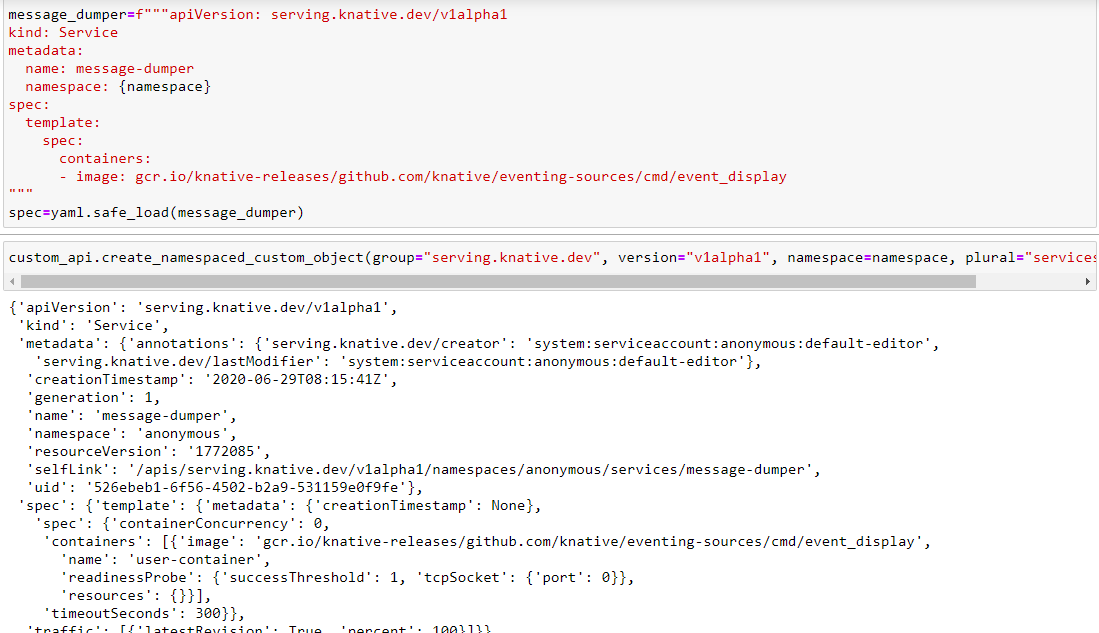 message_dumper=f"""apiVersion: serving.knative.dev/v1alpha1
kind: Service
metadata:
  name: message-dumper
  namespace: {namespace}
spec:
  template:
    spec:
      containers:
      - image: gcr.io/knative-releases/github.com/knative/eventing-sources/cmd/event_display
"""
spec=yaml.safe_load(message_dumper)
custom_api.create_namespaced_custom_object(group="serving.knative.dev", version="v1alpha1", namespace=namespace, plural="services
{'apiVersion': 'serving.knative.dev/v1alpha1',
 'kind': 'Service',
 'metadata': {'annotations': {'serving.knative.dev/creator': 'system:serviceaccount:anonymous:default-editor',
   'serving.knative.dev/lastModifier': 'system:serviceaccount:anonymous:default-editor'},
  'creationTimestamp': '2020-06-29T08:15:41Z',
  'generation': 1,
  'name': 'message-dumper',
  'namespace': 'anonymous',
  'resourceVersion': '1772085',
  'selfLink': '/apis/serving.knative.dev/v1alpha1/namespaces/anonymous/services/message-dumper',
  'uid': '526ebeb1-6f56-4502-b2a9-531159e0f9fe'},
 'spec': {'template': {'metadata': {'creationTimestamp': None},
   'spec': {'containerConcurrency': 0,
    'containers': [{'image': 'gcr.io/knative-releases/github.com/knative/eventing-sources/cmd/event_display',
      'name': 'user-container',
      'readinessProbe': {'successThreshold': 1, 'tcpSocket': {'port': 0}},
      'resources': {}}],
    'timeoutSeconds': 300}},
  'traffic': [{'latestRevision': True, 'percent': 100}]}}